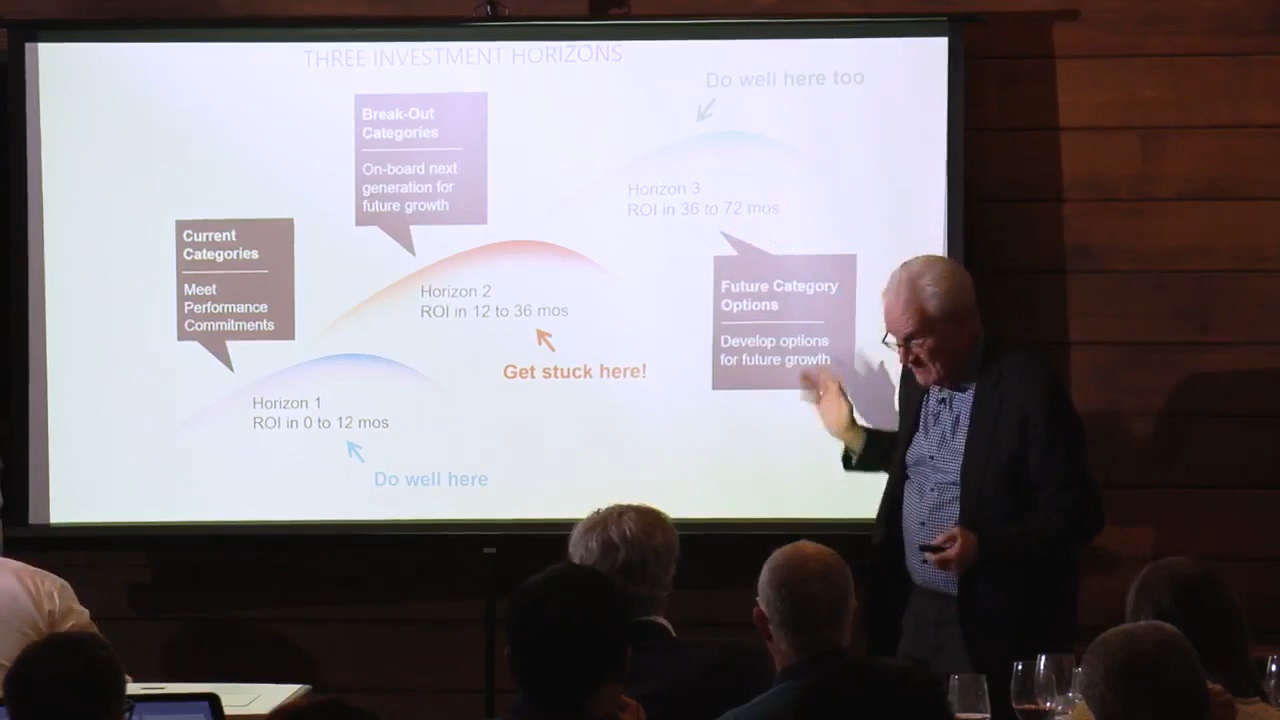 THREE INVESTMENT HORIZONS
Do well here too
Break-Out
Categories
On-board next
generation for
future growth
Horizon 3
ROI in 36 to 72 mos
Current
Categories
Meet
Performance
Commitments
Horizon 2
ROI in 12 to 36 mos
Get stuck here!
Future Category
Options
Develop options
for future growth
Horizon 1
ROI in 0 to 12 mos
Do well here